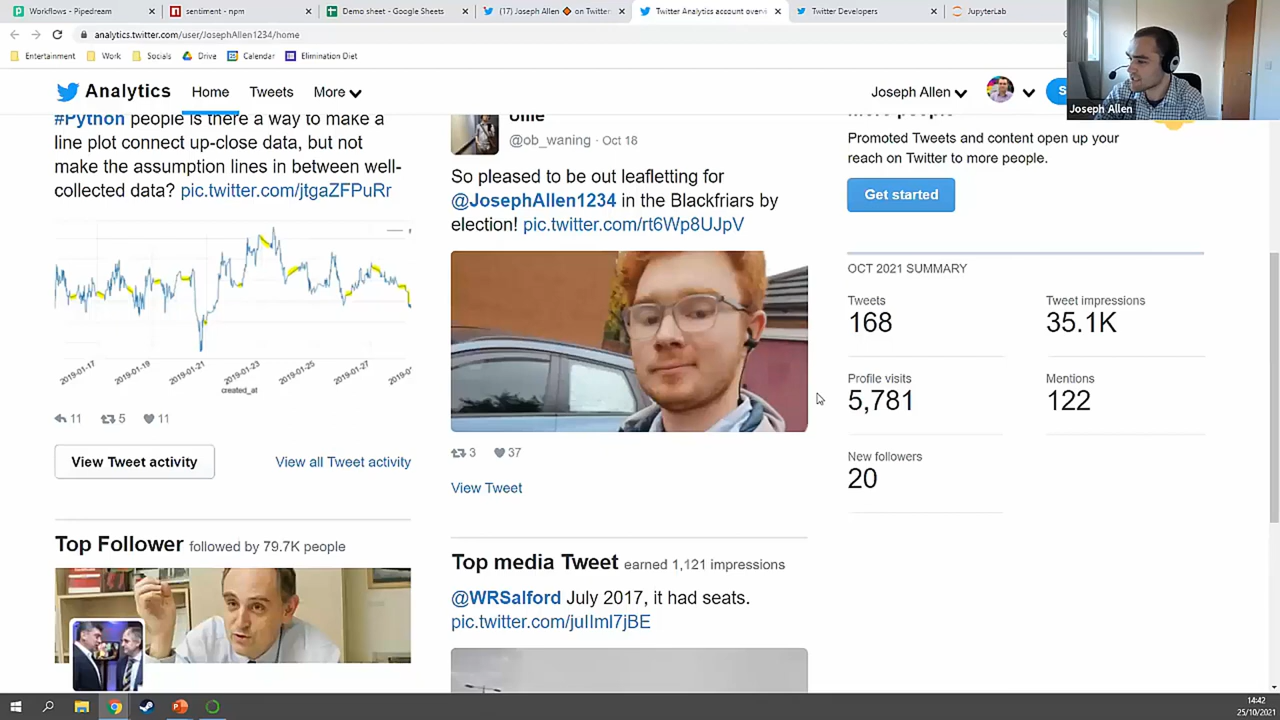 Workflows - Pipedream
sentiment - npm
Demo sheet - Google Sheets
(17) Joseph Allen on Twitter
Twitter Analytics account overvi
Twitter Developers
JupyterLab
analytics.twitter.com/user/JosephAllen1234/home
Entertainment
Work
Socials
Drive
Calendar
Elimination Diet
Analytics
Home
Tweets
More
Joseph Allen
S
Joseph Allen
#Python people is there a way to make a
line plot connect up-close data, but not
make the assumption lines in between well-
collected data? pic.twitter.com/jtgaZFPuRr
2019-01-17
2019-01-19
2019-01-21
2019-01-23
2019-01-25
2019-01-27
created_at
11
5
11
View Tweet activity
View all Tweet activity
Top Follower followed by 79.7K people
@ob_waning · Oct 18
So pleased to be out leafletting for
@JosephAllen1234 in the Blackfriars by
election! pic.twitter.com/rt6Wp8UJpV
3
37
View Tweet
Top media Tweet earned 1,121 impressions
@WRSalford July 2017, it had seats.
Promoted Tweets and content open up your
reach on Twitter to more people.
Get started
OCT 2021 SUMMARY
Tweets
168
Tweet impressions
35.1K
Profile visits
5,781
Mentions
122
New followers
20
14:42
25/10/2021